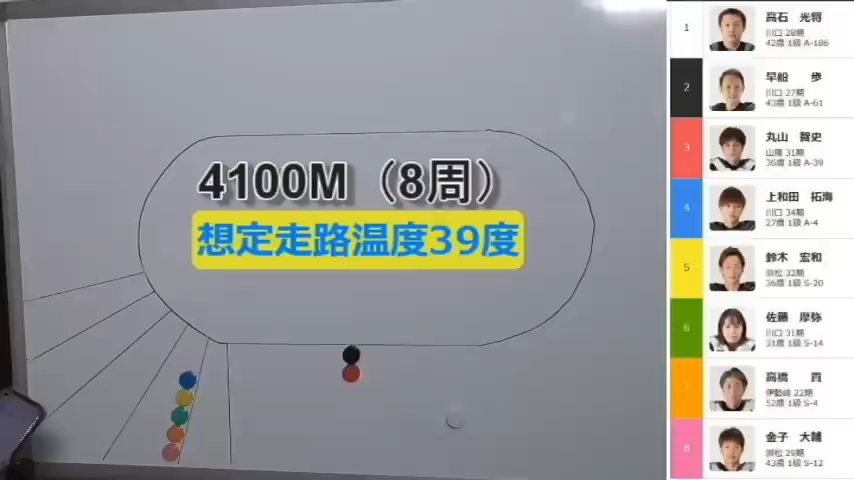 4100M（8周）
想定走路温度39度
1
高石 光将
川口 28期
42歳 1級 A-186
2
早船 歩
川口 27期
43歳 1級 A-61
3
丸山 智史
山陽 31期
36歳 1級 A-39
4
上和田 拓海
川口 34期
27歳 1級 A-4
5
鈴木 宏和
浜松 32期
36歳 1級 S-20
6
佐藤 摩弥
川口 31期
31歳 1級 S-14
7
高橋 貢
伊勢崎 22期
52歳 1級 S-4
8
金子 大輔
浜松 29期
43歳 1級 S-12